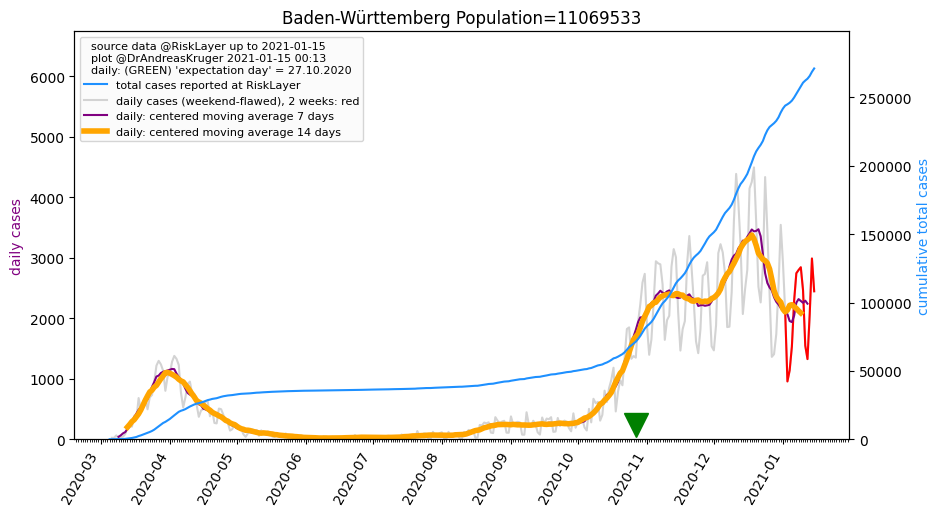 Baden-Württemberg Population=11069533
source data @RiskLayer up to 2021-01-15
plot @DrAndreasKruger 2021-01-15 00:13
daily: (GREEN) 'expectation day' = 27.10.2020
total cases reported at RiskLayer
daily cases (weekend-flawed), 2 weeks: red
daily: centered moving average 7 days
daily: centered moving average 14 days
daily cases
6000
5000
4000
3000
2000
1000
0
250000
200000
150000
100000
50000
0
cumulative total cases
2020-03
2020-04
2020-05
2020-06
2020-07
2020-08
2020-09
2020-10
2020-11
2020-12
2021-01